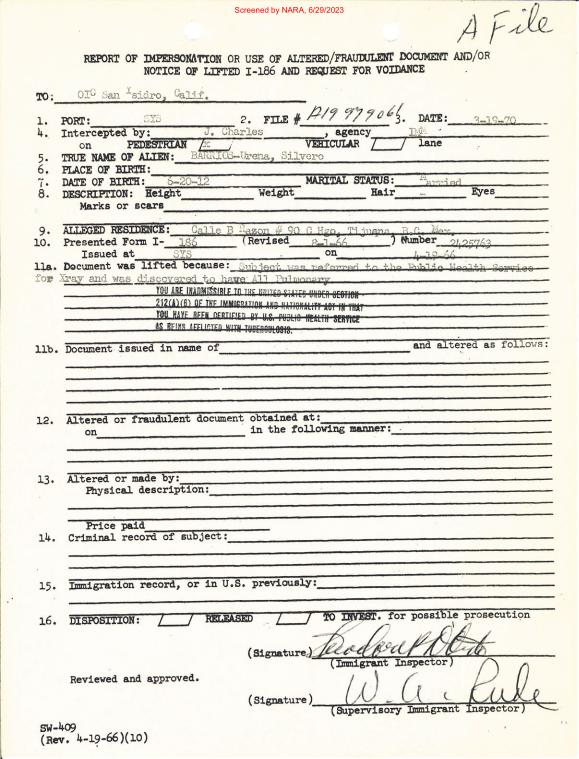 Screened by NARA, 6/29/2023
A File
REPORT OF IMPERSONATION OR USE OF ALTERED/FRAUDULENT DOCUMENT AND/OR
NOTICE OF LIFTED I-186 AND REQUEST FOR VOIDANCE
TO: OIC San Isidro, Calif.
1. PORT: SYS 2. FILE # A19 979 061 3. DATE: 3-19-70
4. Intercepted by: J. Charles, agency
on PEDESTRIAN X VEHICULAR lane
5. TRUE NAME OF ALIEN: BARRIOS-Urena, Silvero
6. PLACE OF BIRTH:
7. DATE OF BIRTH: 6-20-12 MARITAL STATUS: Married
8. DESCRIPTION: Height Weight Hair Eyes
Marks or scars
9. ALLEGED RESIDENCE: Calle B Nazon # 90 C Hgo, Tijuana, B.C. Mex.
10. Presented Form I- 186 (Revised 8-1-66 ) Number 2425763
Issued at SYS on 4-19-66
11a. Document was lifted because: Subject was referred to the Public Health Service
for Xray and was discovered to have All Pulmonary
YOU ARE INADMISSIBLE TO THE UNITED STATES UNDER SECTION
212(A)(6) OF THE IMMIGRATION AND NATIONALITY ACT IN THAT
YOU HAVE BEEN CERTIFIED BY U.S. PUBLIC HEALTH SERVICE
AS BEING AFFLICTED WITH TUBERCULOSIS.
11b. Document issued in name of and altered as follows:
12. Altered or fraudulent document obtained at:
on in the following manner:
13. Altered or made by:
Physical description:
Price paid
14. Criminal record of subject:
15. Immigration record, or in U.S. previously:
16. DISPOSITION: RELEASED TO INVEST. for possible prosecution
(Signature)
(Immigrant Inspector)
Reviewed and approved.
(Signature) W. A. Rude
(Supervisory Immigrant Inspector)
SW-409
(Rev. 4-19-66)(10)